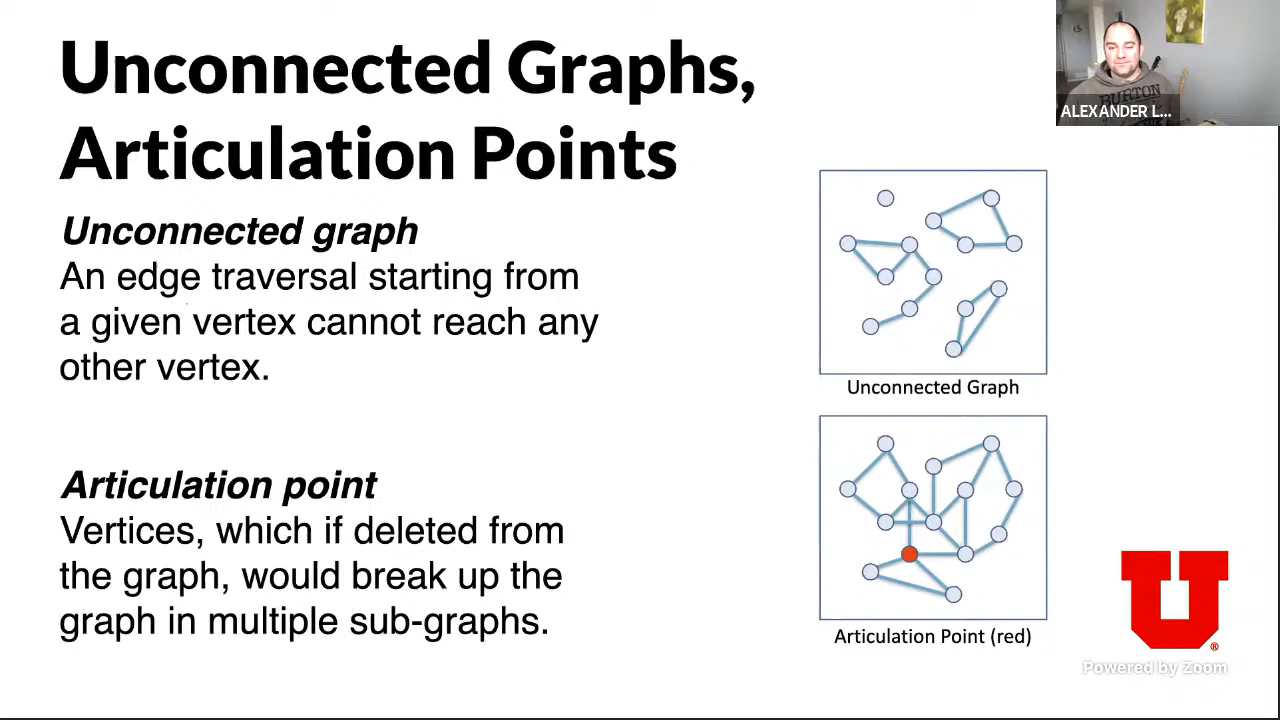 Unconnected Graphs,
Articulation Points
Unconnected graph
An edge traversal starting from
a given vertex cannot reach any
other vertex.
Articulation point
Vertices, which if deleted from
the graph, would break up the
graph in multiple sub-graphs.
ALEXANDER L...
BURTON
Unconnected Graph
Articulation Point (red)
U
®
Powered by Zoom